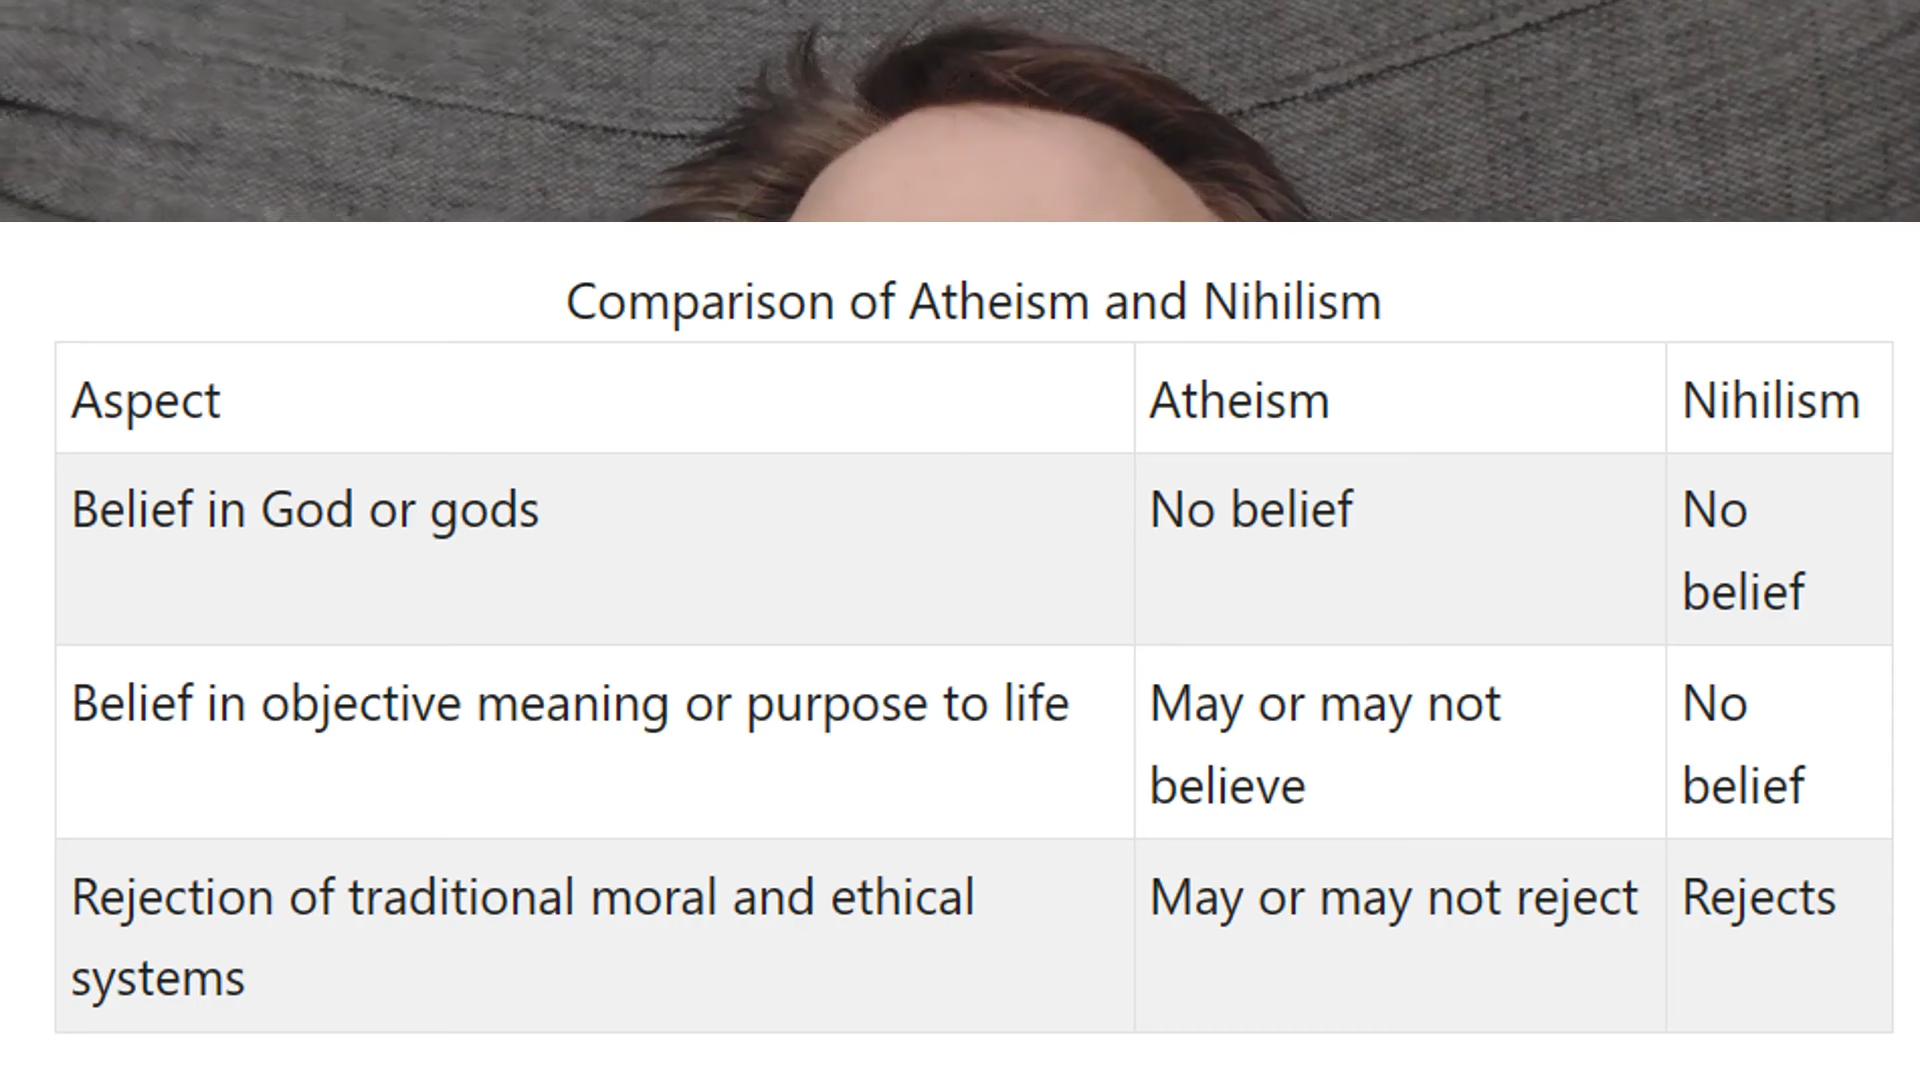 Comparison of Atheism and Nihilism
Aspect
Atheism
Nihilism
Belief in God or gods
No belief
No
belief
Belief in objective meaning or purpose to life
May or may not
believe
No
belief
Rejection of traditional moral and ethical
systems
May or may not reject
Rejects